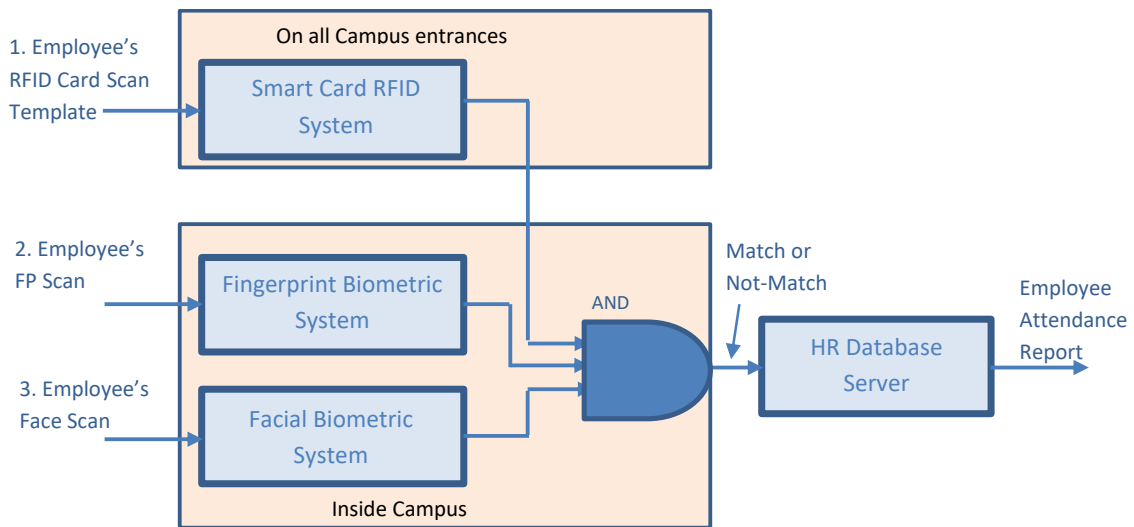 On all Campus entrances
1. Employee’s
RFID Card Scan
Template
Smart Card RFID
System
2. Employee’s
FP Scan
Fingerprint Biometric
System
AND
Match or
Not-Match
HR Database
Server
Employee
Attendance
Report
3. Employee’s
Face Scan
Facial Biometric
System
Inside Campus